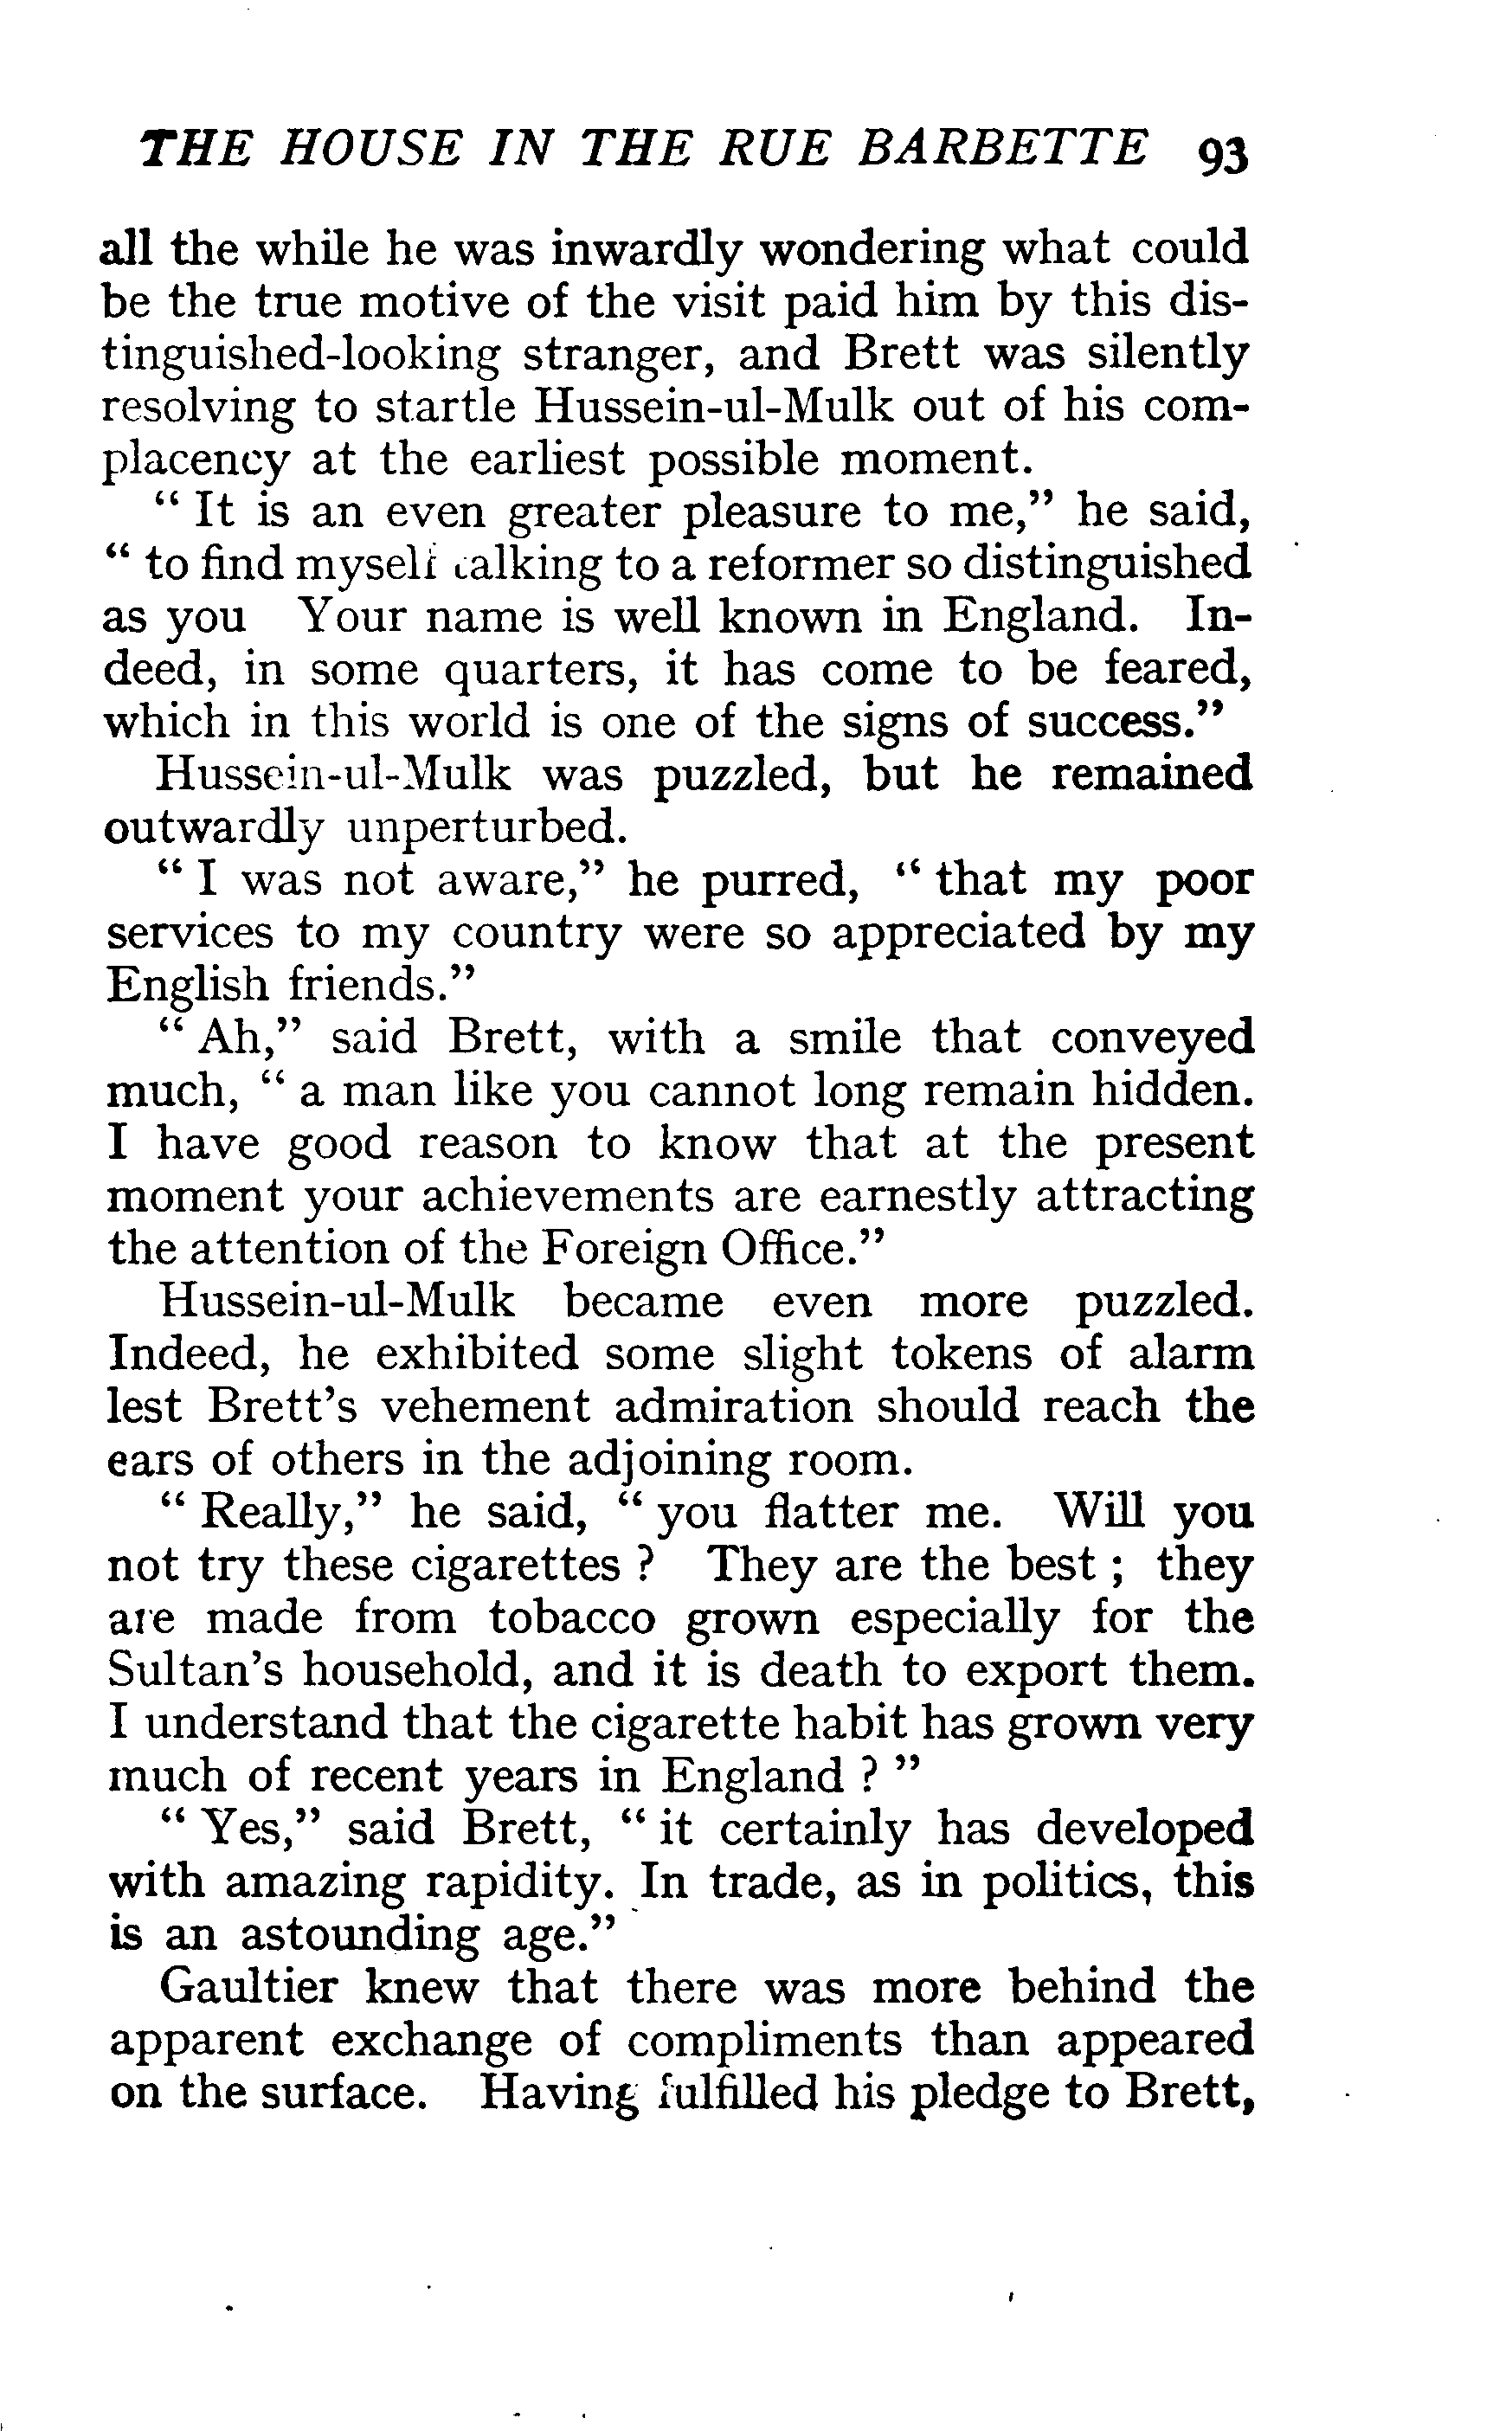 THE HOUSE IN THE RUE BARBETTE 93
all the while he was inwardly wondering what could
be the true motive of the visit paid him by this dis-
tinguished-looking stranger, and Brett was silently
resolving to startle Hussein-ul-Mulk out of his com-
placency at the earliest possible moment.
“ It is an even greater pleasure to me,” he said,
“ to find myself talking to a reformer so distinguished
as you Your name is well known in England. In-
deed, in some quarters, it has come to be feared,
which in this world is one of the signs of success.”
Hussein-ul-Mulk was puzzled, but he remained
outwardly unperturbed.
“ I was not aware,” he purred, “ that my poor
services to my country were so appreciated by my
English friends.”
“ Ah,” said Brett, with a smile that conveyed
much, “ a man like you cannot long remain hidden.
I have good reason to know that at the present
moment your achievements are earnestly attracting
the attention of the Foreign Office.”
Hussein-ul-Mulk became even more puzzled.
Indeed, he exhibited some slight tokens of alarm
lest Brett’s vehement admiration should reach the
ears of others in the adjoining room.
“ Really,” he said, “ you flatter me. Will you
not try these cigarettes ? They are the best ; they
are made from tobacco grown especially for the
Sultan’s household, and it is death to export them.
I understand that the cigarette habit has grown very
much of recent years in England ? ”
“ Yes,” said Brett, “ it certainly has developed
with amazing rapidity. In trade, as in politics, this
is an astounding age.”
Gaultier knew that there was more behind the
apparent exchange of compliments than appeared
on the surface. Having fulfilled his pledge to Brett,